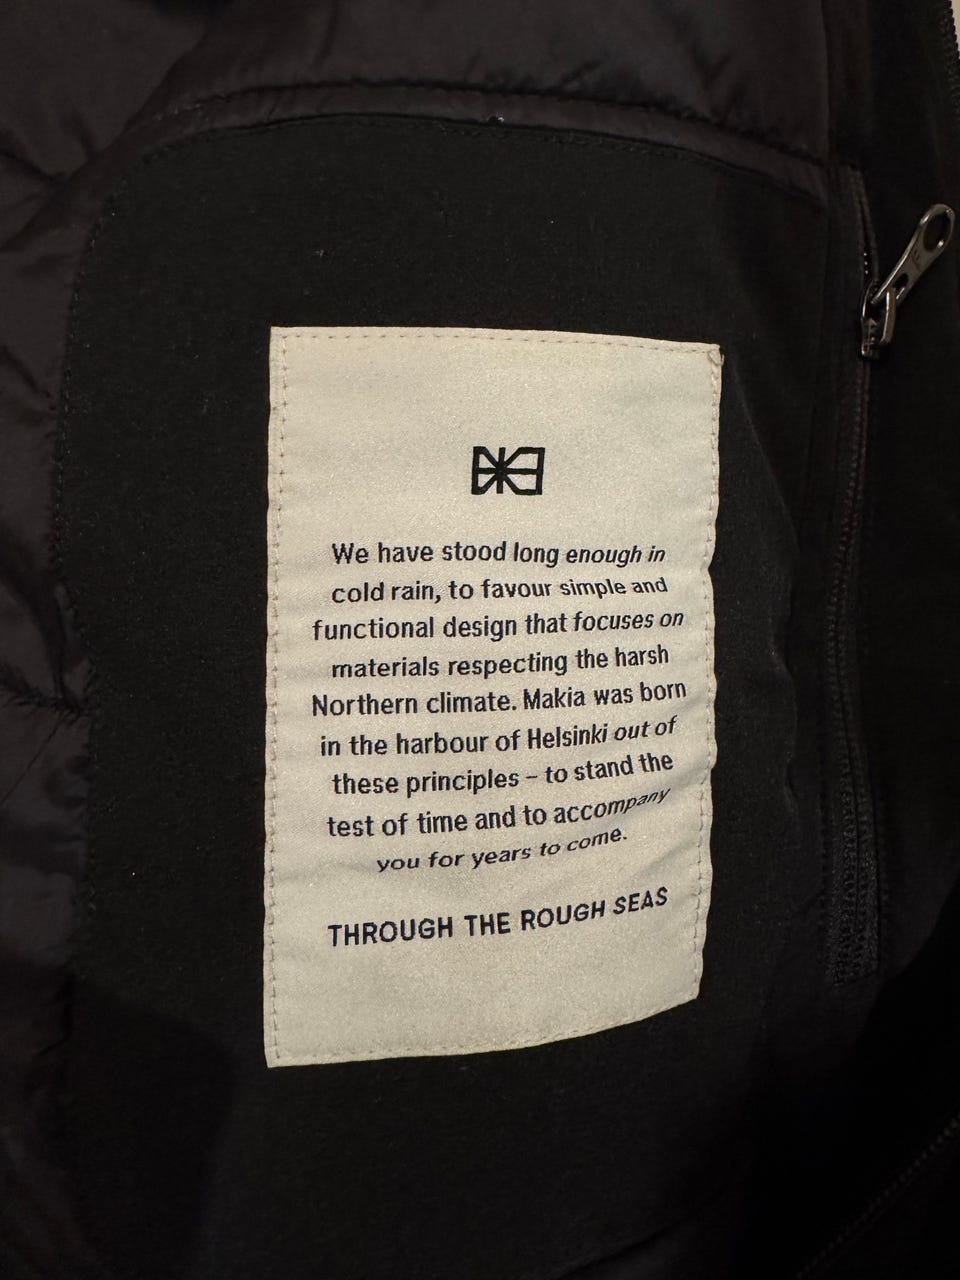 We have stood long enough in
cold rain, to favour simple and
functional design that focuses on
materials respecting the harsh
Northern climate. Makia was born
in the harbour of Helsinki out of
these principles – to stand the
test of time and to accompany
you for years to come.
THROUGH THE ROUGH SEAS